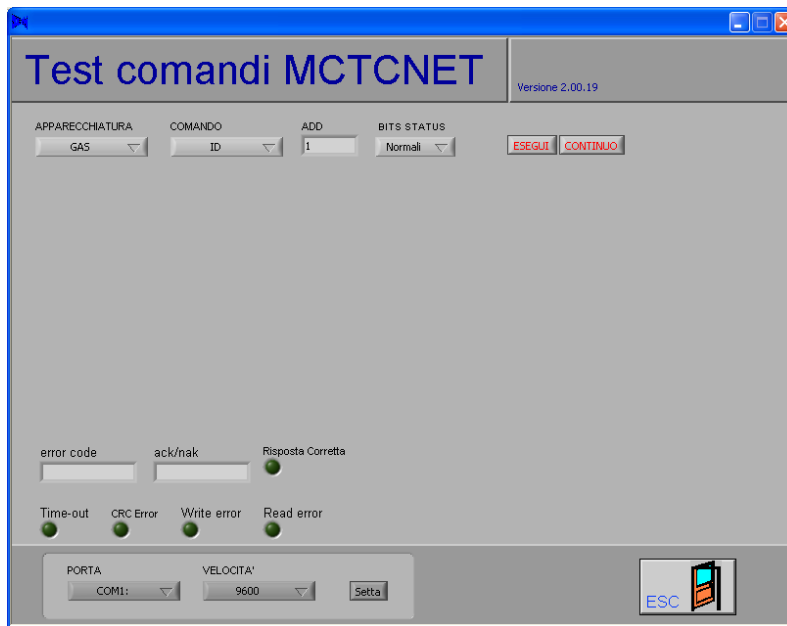 Test comandi MCTCNET
Versione 2.00.19
APPARECCHIATURA COMANDO ADD BITS STATUS
GAS ID 1 Normali ESEGUI CONTINUO
error code ack/nak Risposta Corretta
Time-out CRC Error Write error Read error
PORTA VELOCITA'
COM1: 9600 Setta
ESC